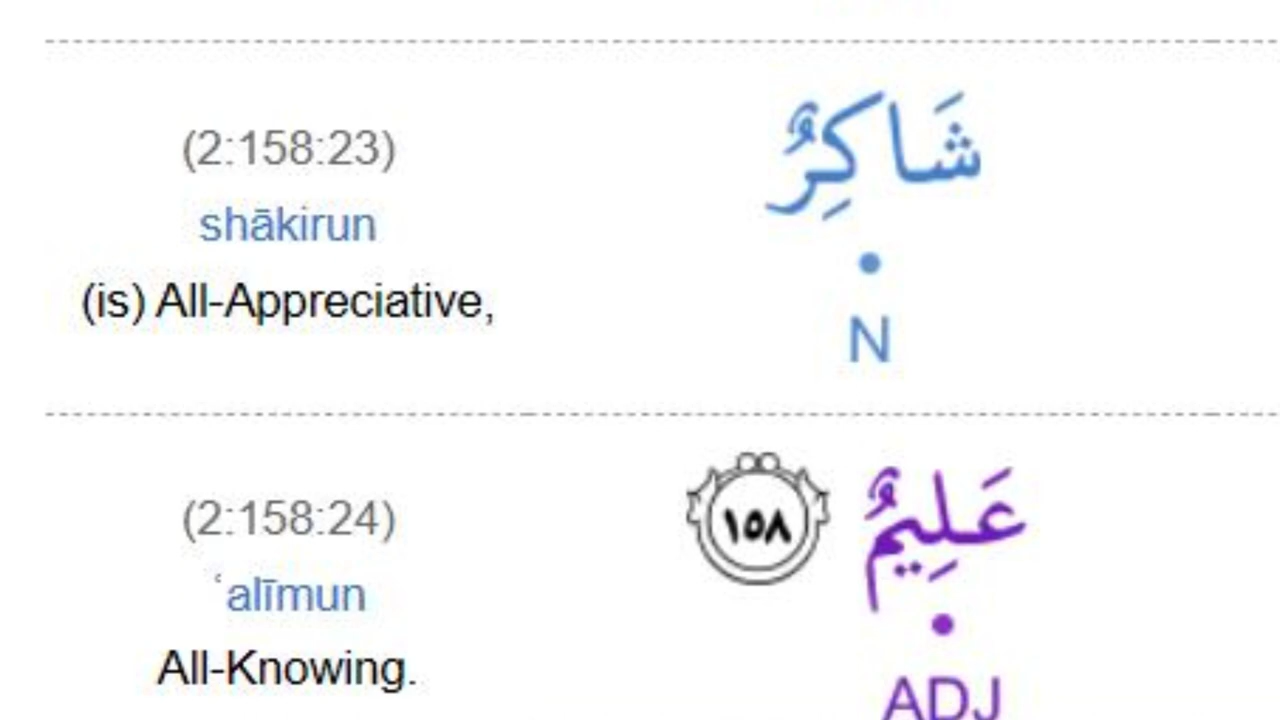 (2:158:23)
shākirun
(is) All-Appreciative,
شَاكِرٌ
N
(2:158:24)
ʿalīmun
All-Knowing.
عَلِيمٌ ١٥٨
ADJ